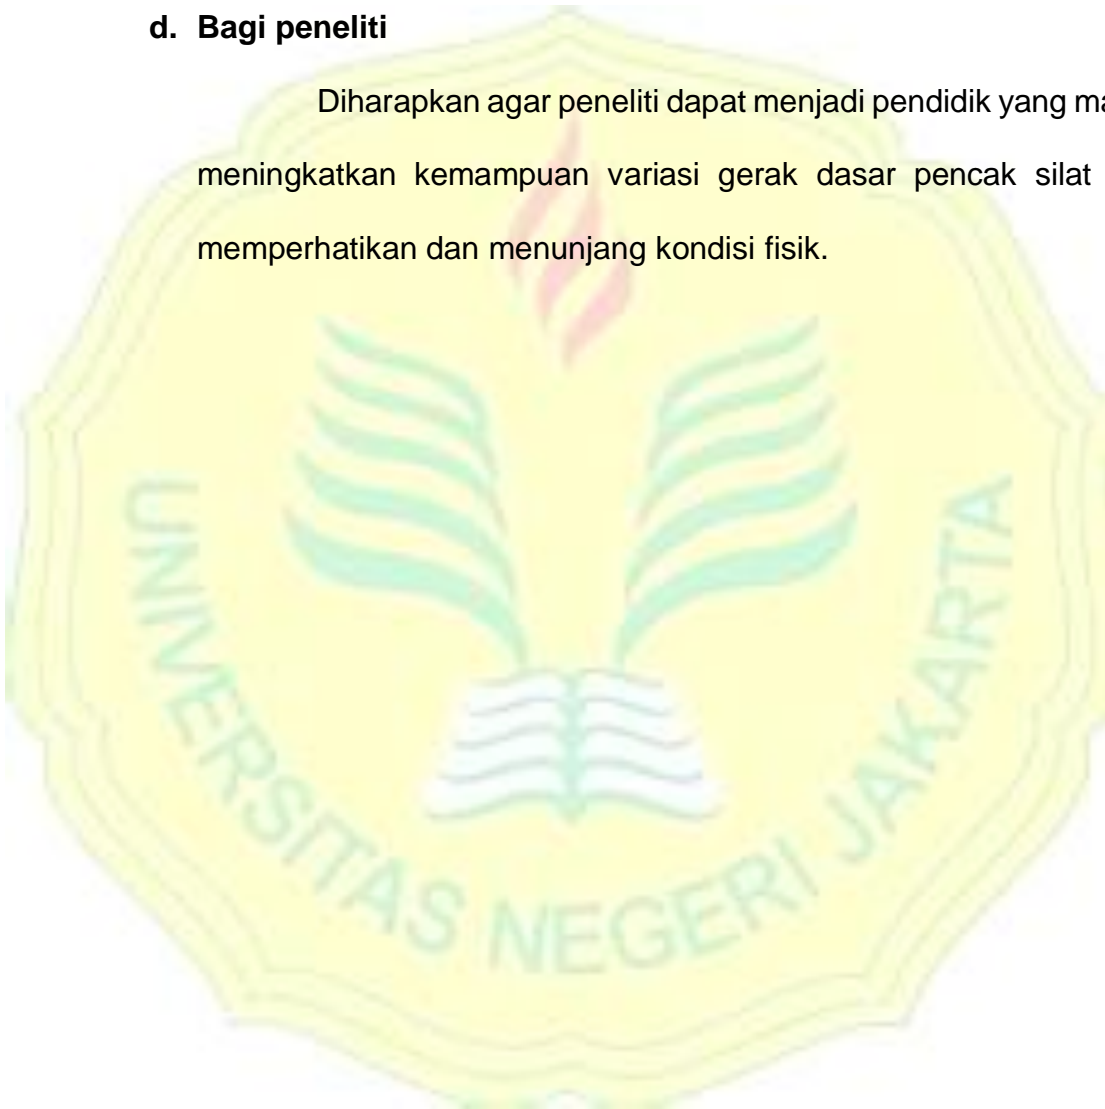 d. Bagi peneliti
Diharapkan agar peneliti dapat menjadi pendidik yang ma
meningkatkan kemampuan variasi gerak dasar pencak silat
memperhatikan dan menunjang kondisi fisik.
UNIVERSITAS NEGERI JAKARTA